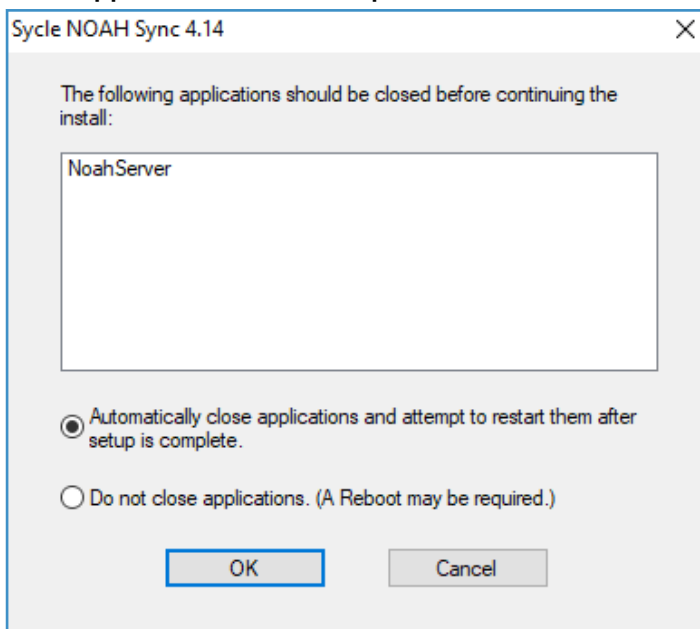 Sycle NOAH Sync 4.14
The following applications should be closed before continuing the
install:
NoahServer
Automatically close applications and attempt to restart them after
setup is complete.
Do not close applications. (A Reboot may be required.)
OK
Cancel